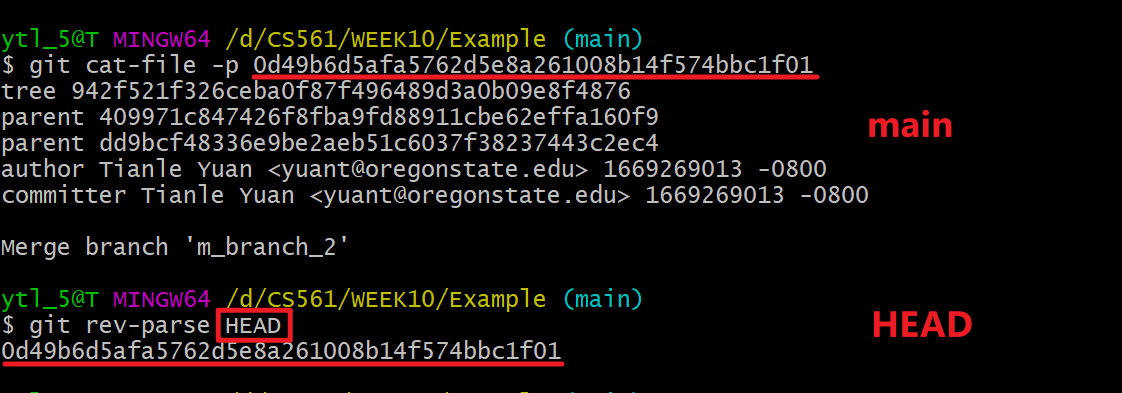 ytl_5@T MINGW64 /d/CS561/WEEK10/Example (main)
$ git cat-file -p 0d49b6d5afa5762d5e8a261008b14f574bbc1f01
tree 942f521f326ceba0f87f496489d3a0b09e8f4876
parent 409971c847426f8fba9fd88911cbe62effa160f9
main
parent dd9bcf48336e9be2aeb51c6037f38237443c2ec4
author Tianle Yuan <yuant@oregonstate.edu> 1669269013 -0800
committer Tianle Yuan <yuant@oregonstate.edu> 1669269013 -0800
Merge branch 'm_branch_2'
ytl_5@T MINGW64 /d/CS561/WEEK10/Example (main)
$ git rev-parse HEAD
HEAD
0d49b6d5afa5762d5e8a261008b14f574bbc1f01